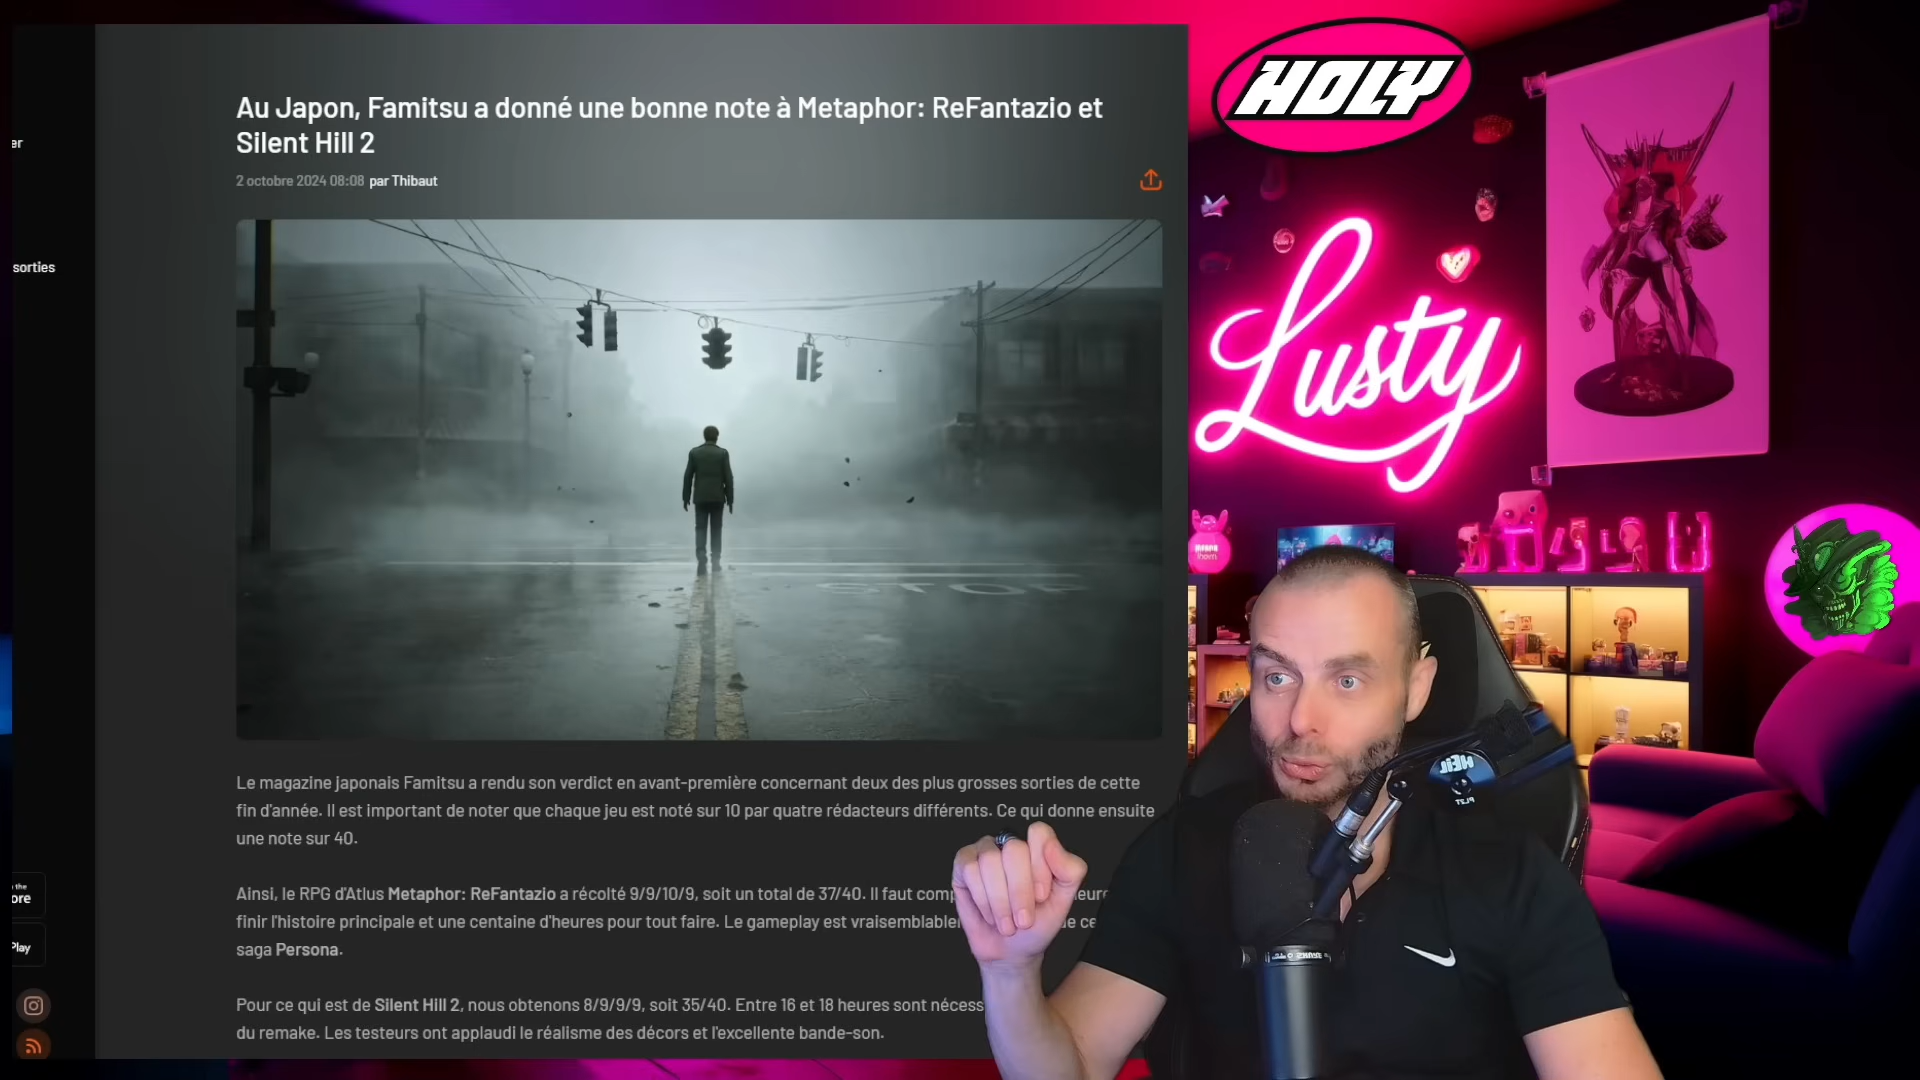 er
sorties
n the
ore
Play
Au Japon, Famitsu a donné une bonne note à Metaphor: ReFantazio et
Silent Hill 2
2 octobre 2024 08:08 par Thibaut
STOP
Le magazine japonais Famitsu a rendu son verdict en avant-première concernant deux des plus grosses sorties de cette
fin d'année. Il est important de noter que chaque jeu est noté sur 10 par quatre rédacteurs différents. Ce qui donne ensuite
une note sur 40.
Ainsi, le RPG d'Atlus Metaphor: ReFantazio a récolté 9/9/10/9, soit un total de 37/40. Il faut comp
finir l'histoire principale et une centaine d'heures pour tout faire. Le gameplay est vraisemblable
saga Persona.
Pour ce qui est de Silent Hill 2, nous obtenons 8/9/9/9, soit 35/40. Entre 16 et 18 heures sont nécess
du remake. Les testeurs ont applaudi le réalisme des décors et l'excellente bande-son.
HOLY
Lusty